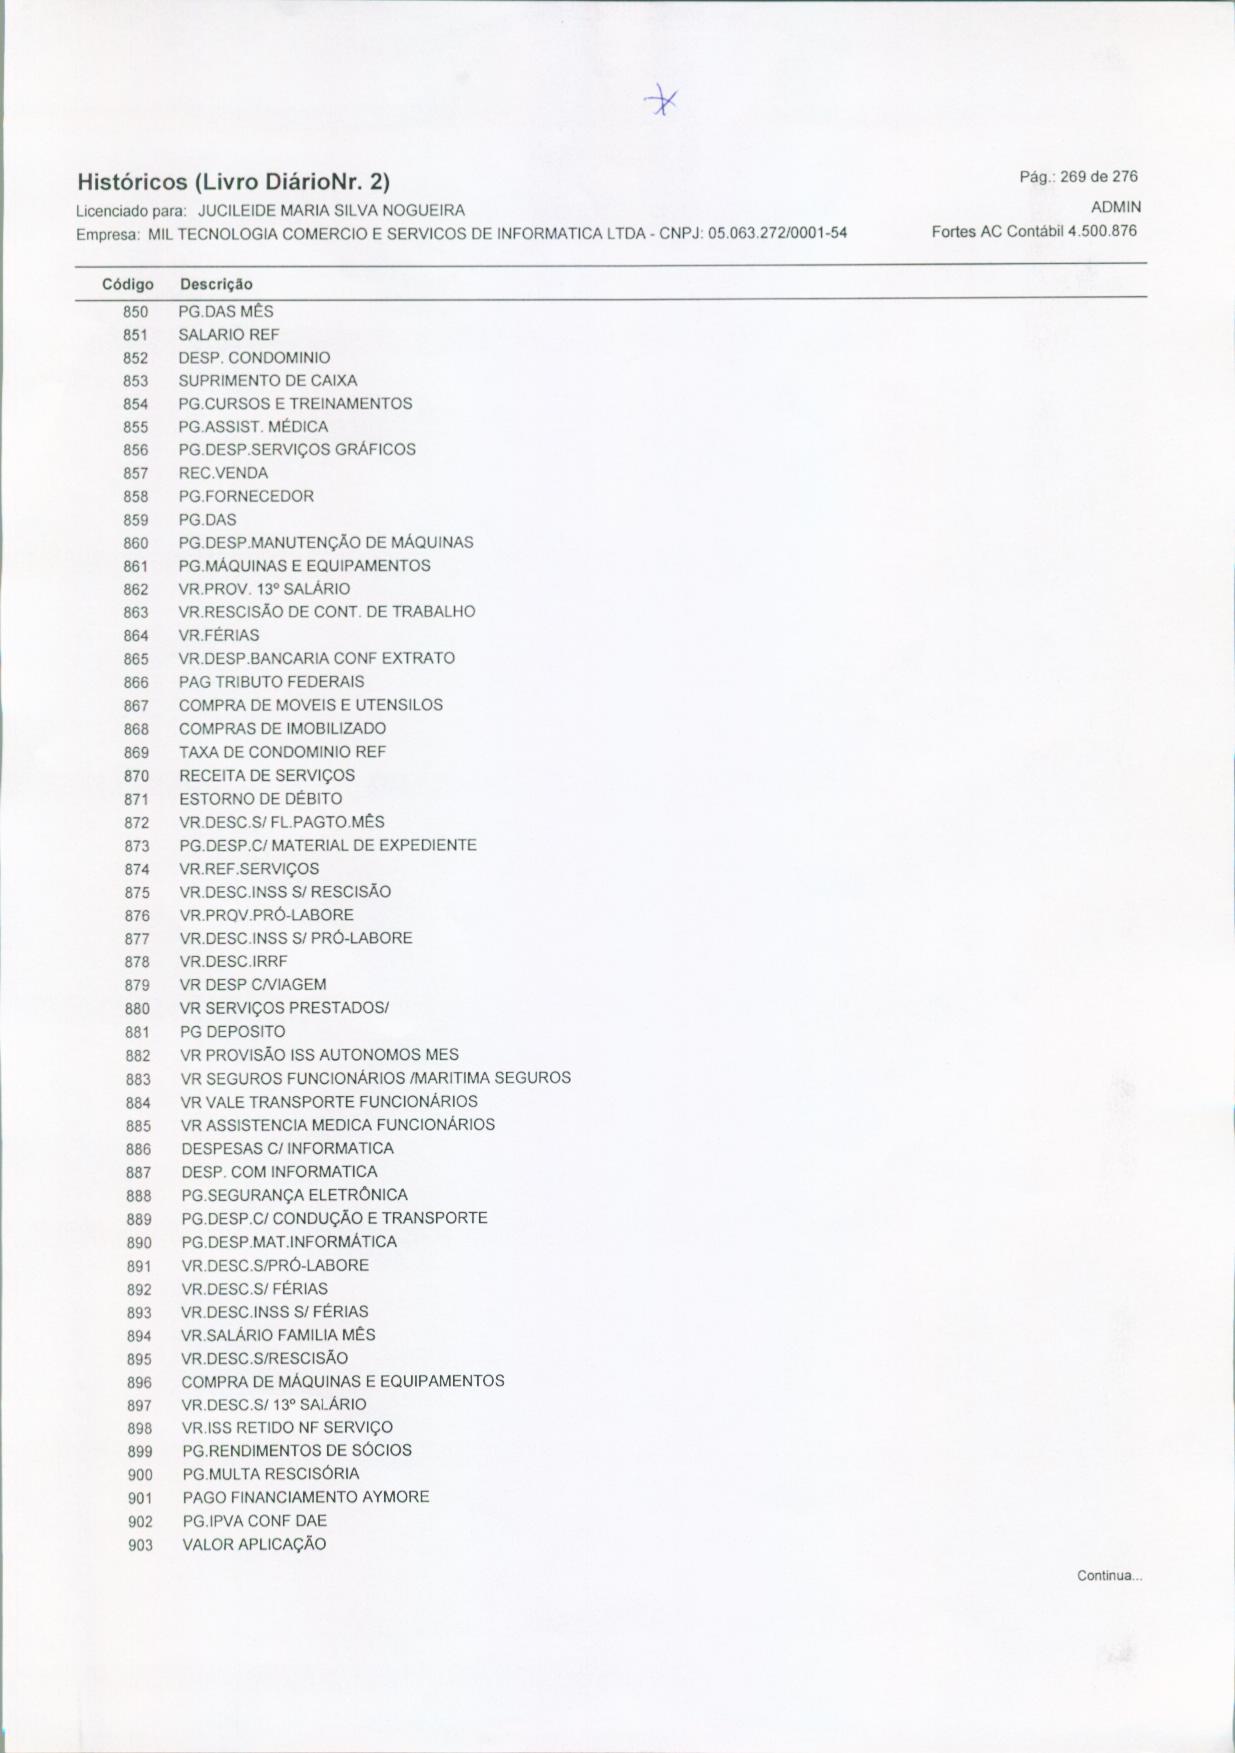 Históricos (Livro DiárioNr. 2)
Pág.: 269 de 276
Licenciado para: JUCILEIDE MARIA SILVA NOGUEIRA
ADMIN
Empresa: MIL TECNOLOGIA COMERCIO E SERVICOS DE INFORMATICA LTDA - CNPJ: 05.063.272/0001-54
Fortes AC Contábil 4.500.876
Código Descrição
850 PG.DAS MÊS
851 SALARIO REF
852 DESP. CONDOMINIO
853 SUPRIMENTO DE CAIXA
854 PG.CURSOS E TREINAMENTOS
855 PG.ASSIST. MÉDICA
856 PG.DESP.SERVIÇOS GRÁFICOS
857 REC.VENDA
858 PG.FORNECEDOR
859 PG.DAS
860 PG.DESP.MANUTENÇÃO DE MÁQUINAS
861 PG.MÁQUINAS E EQUIPAMENTOS
862 VR.PROV. 13º SALÁRIO
863 VR.RESCISÃO DE CONT. DE TRABALHO
864 VR.FÉRIAS
865 VR.DESP.BANCARIA CONF EXTRATO
866 PAG TRIBUTO FEDERAIS
867 COMPRA DE MOVEIS E UTENSILOS
868 COMPRAS DE IMOBILIZADO
869 TAXA DE CONDOMINIO REF
870 RECEITA DE SERVIÇOS
871 ESTORNO DE DÉBITO
872 VR.DESC.S/ FL.PAGTO.MÊS
873 PG.DESP.C/ MATERIAL DE EXPEDIENTE
874 VR.REF.SERVIÇOS
875 VR.DESC.INSS S/ RESCISÃO
876 VR.PROV.PRÓ-LABORE
877 VR.DESC.INSS S/ PRÓ-LABORE
878 VR.DESC.IRRF
879 VR DESP C/VIAGEM
880 VR SERVIÇOS PRESTADOS/
881 PG DEPOSITO
882 VR PROVISÃO ISS AUTONOMOS MES
883 VR SEGUROS FUNCIONÁRIOS /MARITIMA SEGUROS
884 VR VALE TRANSPORTE FUNCIONÁRIOS
885 VR ASSISTENCIA MEDICA FUNCIONÁRIOS
886 DESPESAS C/ INFORMATICA
887 DESP. COM INFORMATICA
888 PG.SEGURANÇA ELETRÔNICA
889 PG.DESP.C/ CONDUÇÃO E TRANSPORTE
890 PG.DESP.MAT.INFORMÁTICA
891 VR.DESC.S/PRÓ-LABORE
892 VR.DESC.S/ FÉRIAS
893 VR.DESC.INSS S/ FÉRIAS
894 VR.SALÁRIO FAMILIA MÊS
895 VR.DESC.S/RESCISÃO
896 COMPRA DE MÁQUINAS E EQUIPAMENTOS
897 VR.DESC.S/ 13º SALÁRIO
898 VR.ISS RETIDO NF SERVIÇO
899 PG.RENDIMENTOS DE SÓCIOS
900 PG.MULTA RESCISÓRIA
901 PAGO FINANCIAMENTO AYMORE
902 PG.IPVA CONF DAE
903 VALOR APLICAÇÃO
Continua...